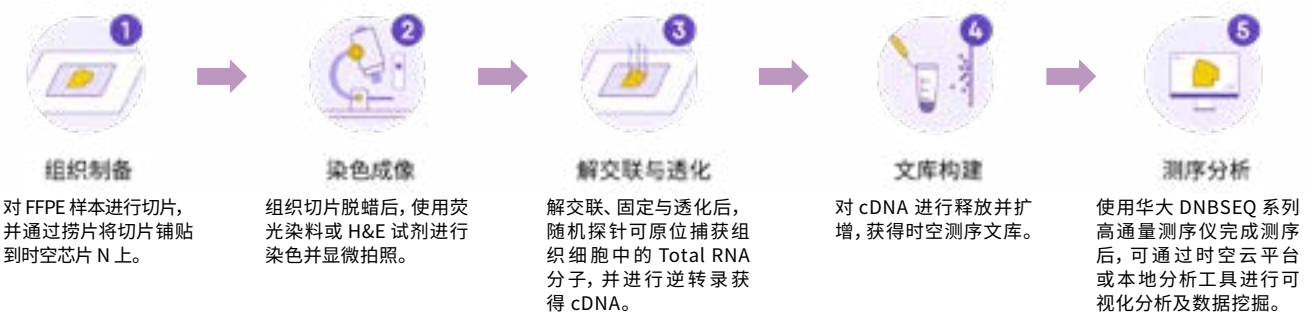 1
组织制备
对 FFPE 样本进行切片，
并通过捞片将切片铺贴
到时空芯片 N 上。
2
染色成像
组织切片脱蜡后，使用荧
光染料或 H&E 试剂进行
染色并显微拍照。
3
解交联与透化
解交联、固定与透化后，
随机探针可原位捕获组
织细胞中的 Total RNA
分子，并进行逆转录获
得 cDNA。
4
文库构建
对 cDNA 进行释放并扩
增，获得时空测序文库。
5
测序分析
使用华大 DNBSEQ 系列
高通量测序仪完成测序
后，可通过时空云平台
或本地分析工具进行可
视化分析及数据挖掘。